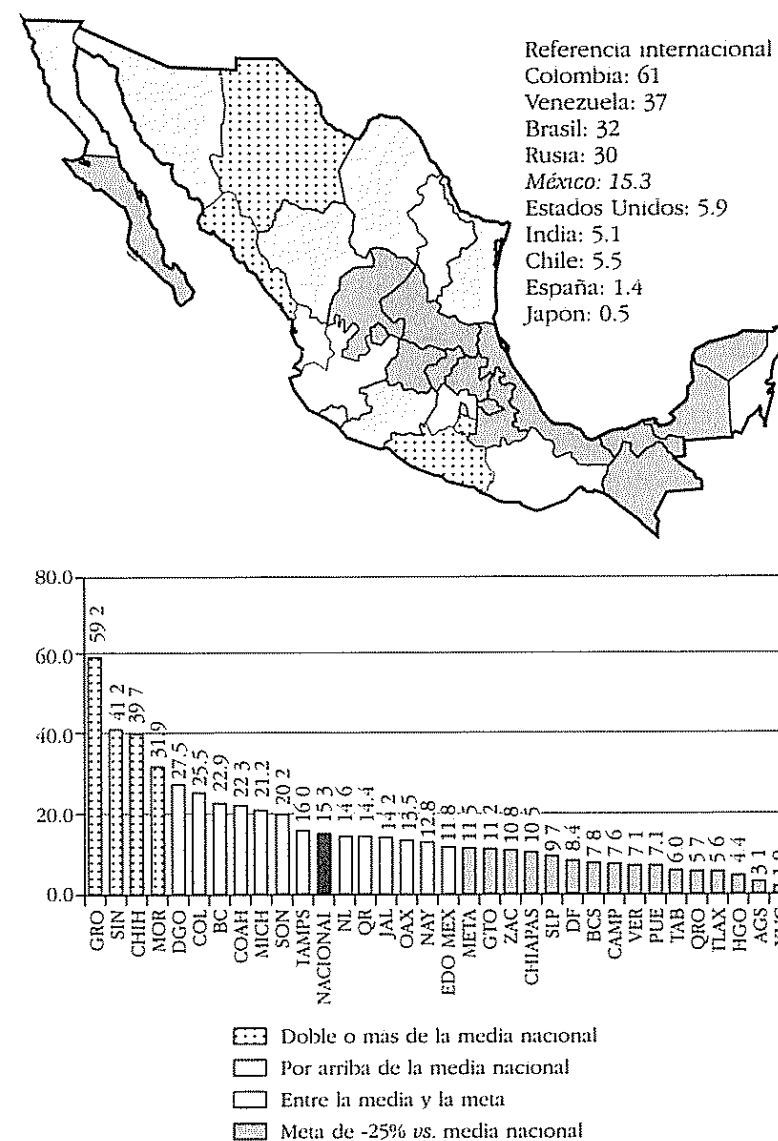 Referencia internacional
Colombia: 61
Venezuela: 37
Brasil: 32
Rusia: 30
México: 15.3
Estados Unidos: 5.9
India: 5.1
Chile: 5.5
España: 1.4
Japón: 0.5
80.0
60.0
40.0
20.0
0.0
59 2
41 2
39 7
31.9
27.5
25.5
22.9
22 3
21.2
20 2
16 0
15 3
14 6
14.4
14 2
13.5
12.8
11 8
11 5
11 2
10 8
10 5
9 7
8.4
7 8
7.6
7 1
7.1
6.0
5 7
5 6
4.4
3 1
GRO
SIN
CHIH
MOR
DGO
COL
BC
COAH
MICH
SON
TAMPS
NACIONAL
NL
QR
JAL
OAX
NAY
EDO MEX
META
GTO
ZAC
CHIAPAS
SLP
DF
BCS
CAMP
VER
PUE
TAB
QRO
TLAX
HGO
AGS
Doble o más de la media nacional
Por arriba de la media nacional
Entre la media y la meta
Meta de -25% vs. media nacional